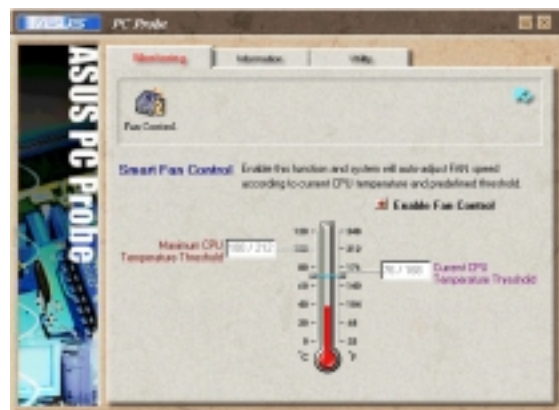 ASUS PC Probe
ASUS PC Probe
Monitoring Information Utility
Fan Control
Smart Fan Control Enable this function and system will auto-adjust FAN speed
according to current CPU temperature and predefined threshold.
Enable Fan Control
Maximum CPU
Temperature Threshold
100 / 212
Current CPU
Temperature Threshold
°C °F